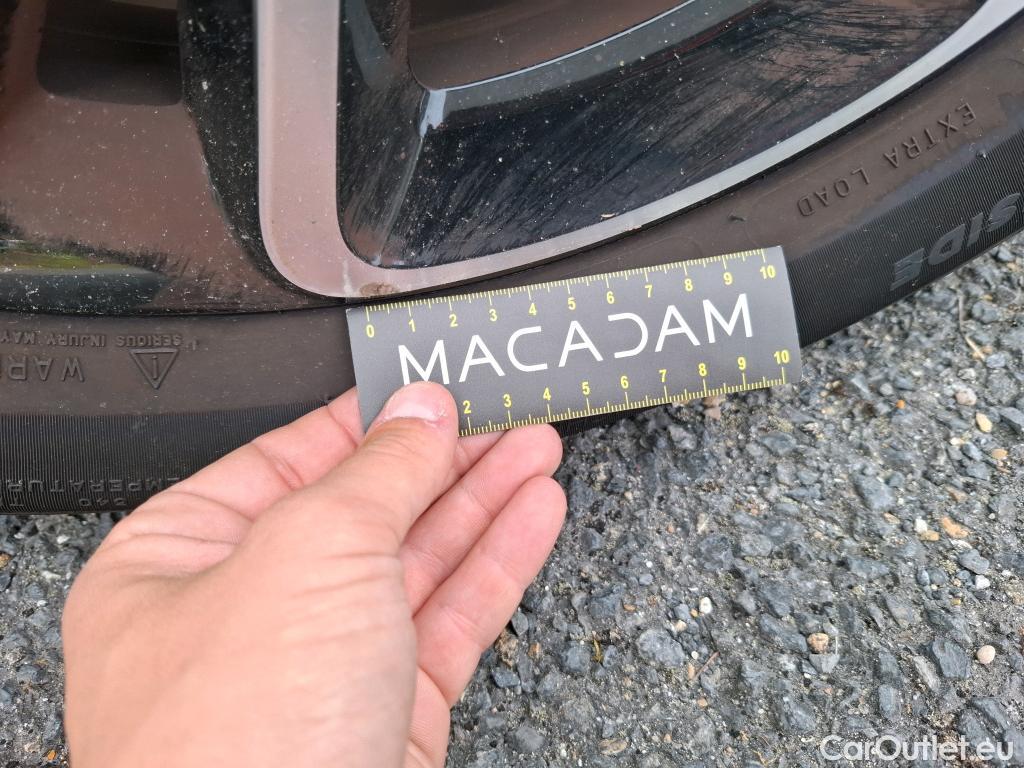 EXTRA LOAD
SIDE
0 1 2 3 4 5 6 7 8 9 10
MACADAM
2 3 4 5 6 7 8 9 10
SERIOUS INJURY MAY
WAR
CarOutlet.eu